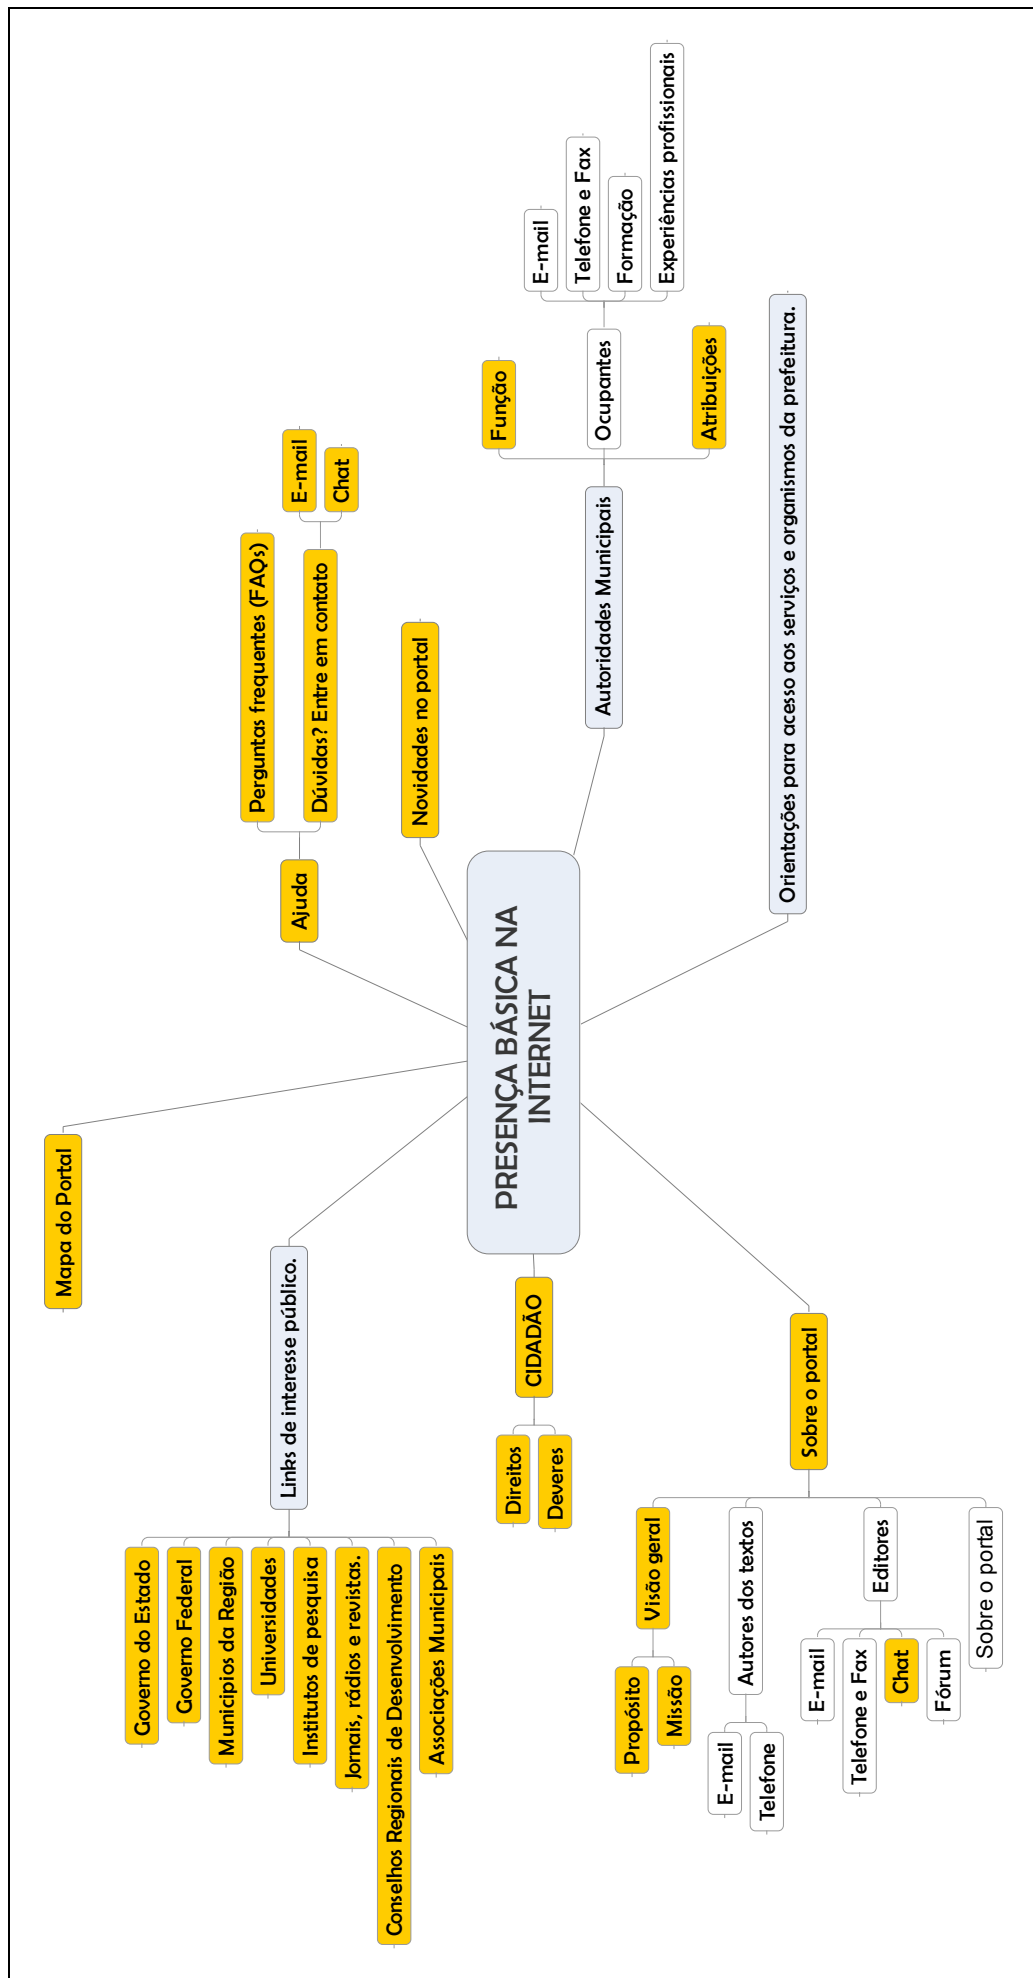 Mapa do Portal
Links de interesse público.
Governo do Estado
Governo Federal
Municipios da Região
Universidades
Institutos de pesquisa
Jornais, rádios e revistas.
Conselhos Regionais de Desenvolvimento
Associações Municipais
CIDADÃO
Direitos
Deveres
Sobre o portal
Visão geral
Propósito
Missão
Autores dos textos
E-mail
Telefone
Editores
E-mail
Telefone e Fax
Chat
Fórum
Sobre o portal
PRESENÇA BÁSICA NA
INTERNET
Ajuda
Perguntas frequentes (FAQs)
Dúvidas? Entre em contato
E-mail
Chat
Novidades no portal
Autoridades Municipais
Função
Ocupantes
E-mail
Telefone e Fax
Formação
Experiências profissionais
Atribuições
Orientações para acesso aos serviços e organismos da prefeitura.